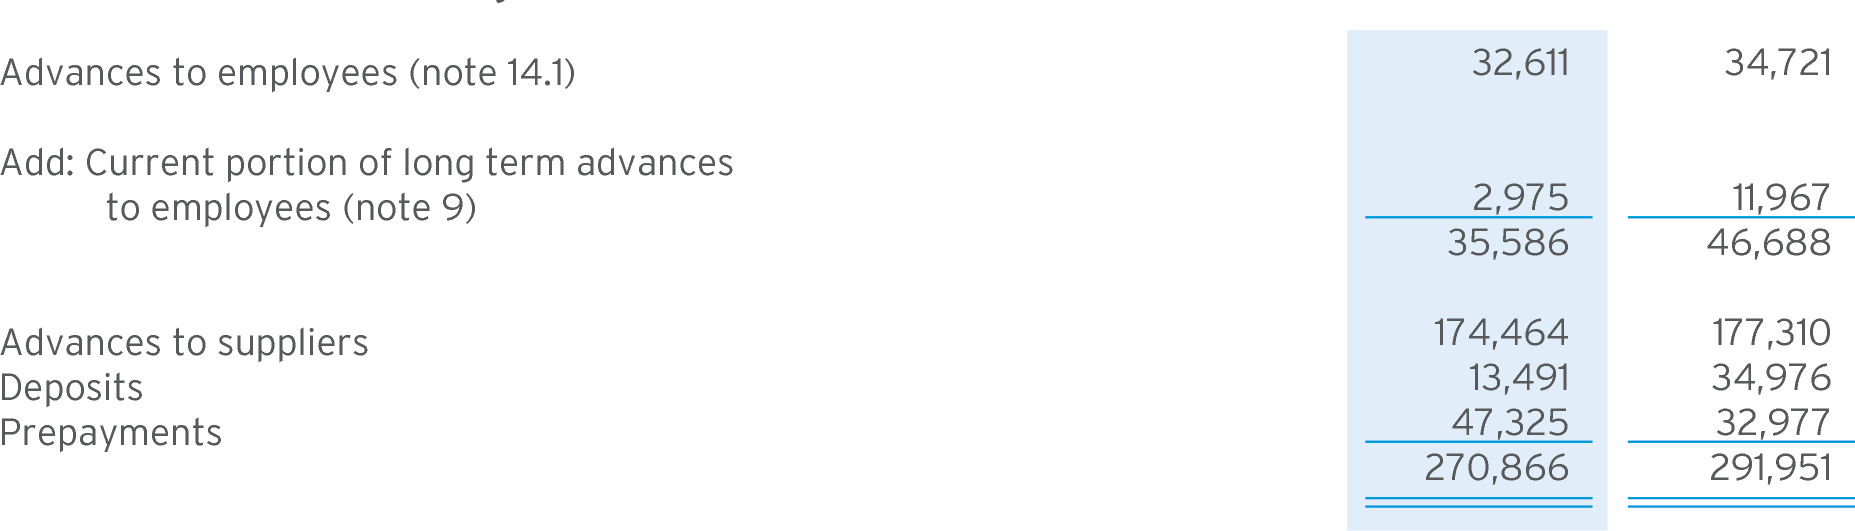 Advances to employees (note 14.1) 32,611 34,721
Add: Current portion of long term advances
to employees (note 9) 2,975 11,967
35,586 46,688
Advances to suppliers 174,464 177,310
Deposits 13,491 34,976
Prepayments 47,325 32,977
270,866 291,951